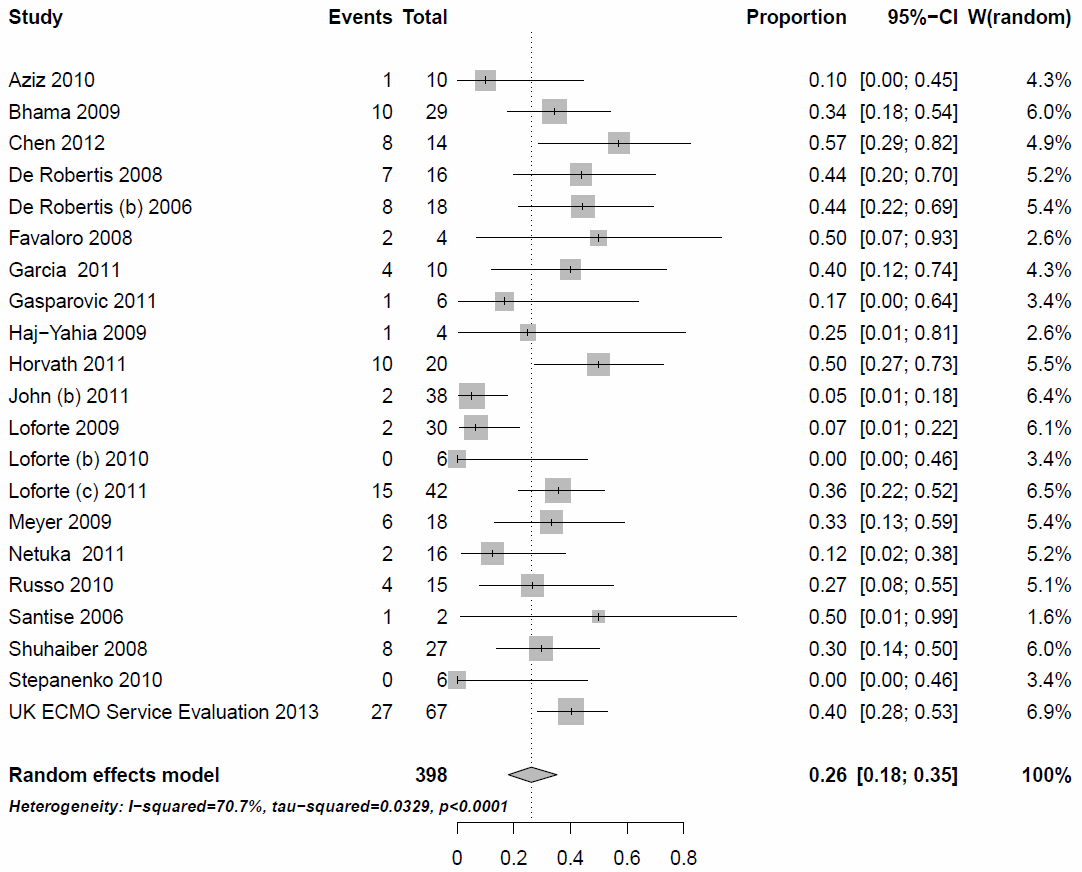 Study Events Total Proportion 95%−CI W(random)
Aziz 2010 1 10 0.10 [0.00; 0.45] 4.3%
Bhama 2009 10 29 0.34 [0.18; 0.54] 6.0%
Chen 2012 8 14 0.57 [0.29; 0.82] 4.9%
De Robertis 2008 7 16 0.44 [0.20; 0.70] 5.2%
De Robertis (b) 2006 8 18 0.44 [0.22; 0.69] 5.4%
Favaloro 2008 2 4 0.50 [0.07; 0.93] 2.6%
Garcia  2011 4 10 0.40 [0.12; 0.74] 4.3%
Gasparovic 2011 1 6 0.17 [0.00; 0.64] 3.4%
Haj−Yahia 2009 1 4 0.25 [0.01; 0.81] 2.6%
Horvath 2011 10 20 0.50 [0.27; 0.73] 5.5%
John (b) 2011 2 38 0.05 [0.01; 0.18] 6.4%
Loforte 2009 2 30 0.07 [0.01; 0.22] 6.1%
Loforte (b) 2010 0 6 0.00 [0.00; 0.46] 3.4%
Loforte (c) 2011 15 42 0.36 [0.22; 0.52] 6.5%
Meyer 2009 6 18 0.33 [0.13; 0.59] 5.4%
Netuka  2011 2 16 0.12 [0.02; 0.38] 5.2%
Russo 2010 4 15 0.27 [0.08; 0.55] 5.1%
Santise 2006 1 2 0.50 [0.01; 0.99] 1.6%
Shuhaiber 2008 8 27 0.30 [0.14; 0.50] 6.0%
Stepanenko 2010 0 6 0.00 [0.00; 0.46] 3.4%
UK ECMO Service Evaluation 2013 27 67 0.40 [0.28; 0.53] 6.9%
Random effects model 398 0.26 [0.18; 0.35] 100%
Heterogeneity: I−squared=70.7%, tau−squared=0.0329, p<0.0001
0 0.2 0.4 0.6 0.8